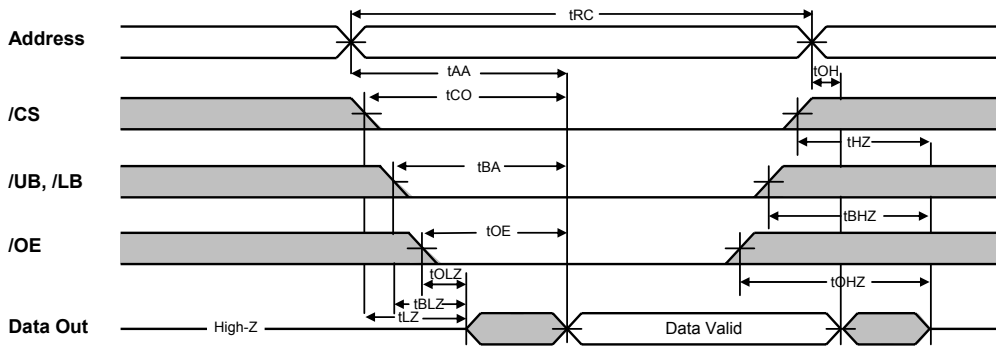 tRC
Address
tAA
tOH
tCO
/CS
tHZ
tBA
/UB, /LB
tBHZ
tOE
/OE
tOLZ
tOHZ
tBLZ
tLZ
Data Out
High-Z
Data Valid